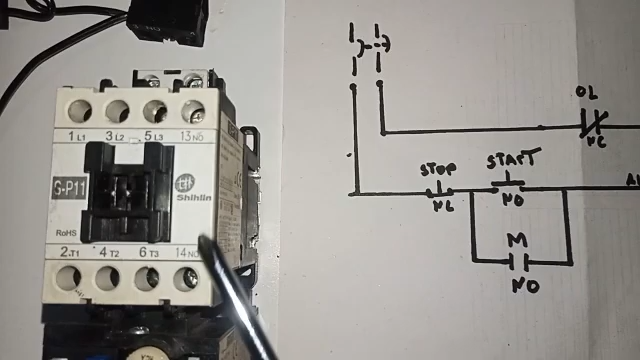 1 L1 3 L2 5 L3 13 NO
S-P11
Shihlin
RoHS
2 T1 4 T2 6 T3 14 NO
OL
NC
STOP
NC
START
NO
M
NO